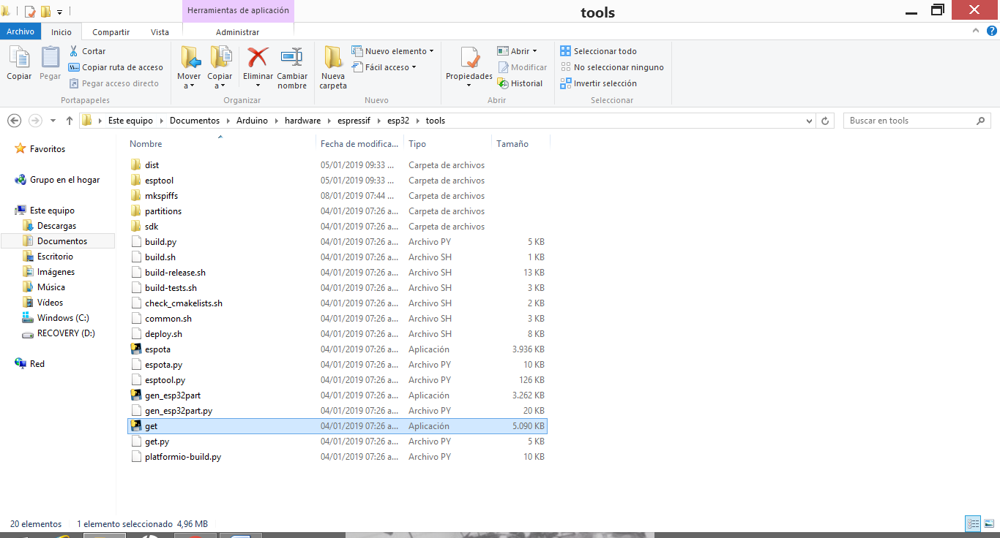 Herramientas de aplicación
tools
Archivo Inicio Compartir Vista Administrar
Copiar
Pegar
Cortar
Copiar ruta de acceso
Pegar acceso directo
Portapapeles
Mover a
Copiar a
Eliminar
Cambiar nombre
Organizar
Nueva carpeta
Nuevo elemento
Fácil acceso
Nuevo
Propiedades
Abrir
Modificar
Historial
Abrir
Seleccionar todo
No seleccionar ninguno
Invertir selección
Seleccionar
Este equipo Documentos Arduino hardware espressif esp32 tools
Buscar en tools
Favoritos
Grupo en el hogar
Este equipo
Descargas
Documentos
Escritorio
Imágenes
Música
Vídeos
Windows (C:)
RECOVERY (D:)
Red
Nombre Fecha de modifica... Tipo Tamaño
dist 05/01/2019 09:33 ... Carpeta de archivos
esptool 05/01/2019 09:33 ... Carpeta de archivos
mkspiffs 08/01/2019 07:44 ... Carpeta de archivos
partitions 04/01/2019 07:26 a... Carpeta de archivos
sdk 04/01/2019 07:26 a... Carpeta de archivos
build.py 04/01/2019 07:26 a... Archivo PY 5 KB
build.sh 04/01/2019 07:26 a... Archivo SH 1 KB
build-release.sh 04/01/2019 07:26 a... Archivo SH 13 KB
build-tests.sh 04/01/2019 07:26 a... Archivo SH 3 KB
check_cmakelists.sh 04/01/2019 07:26 a... Archivo SH 2 KB
common.sh 04/01/2019 07:26 a... Archivo SH 3 KB
deploy.sh 04/01/2019 07:26 a... Archivo SH 8 KB
espota 04/01/2019 07:26 a... Aplicación 3.936 KB
espota.py 04/01/2019 07:26 a... Archivo PY 10 KB
esptool.py 04/01/2019 07:26 a... Archivo PY 126 KB
gen_esp32part 04/01/2019 07:26 a... Aplicación 3.262 KB
gen_esp32part.py 04/01/2019 07:26 a... Archivo PY 20 KB
get 04/01/2019 07:26 a... Aplicación 5.090 KB
get.py 04/01/2019 07:26 a... Archivo PY 5 KB
platformio-build.py 04/01/2019 07:26 a... Archivo PY 10 KB
20 elementos 1 elemento seleccionado 4,96 MB